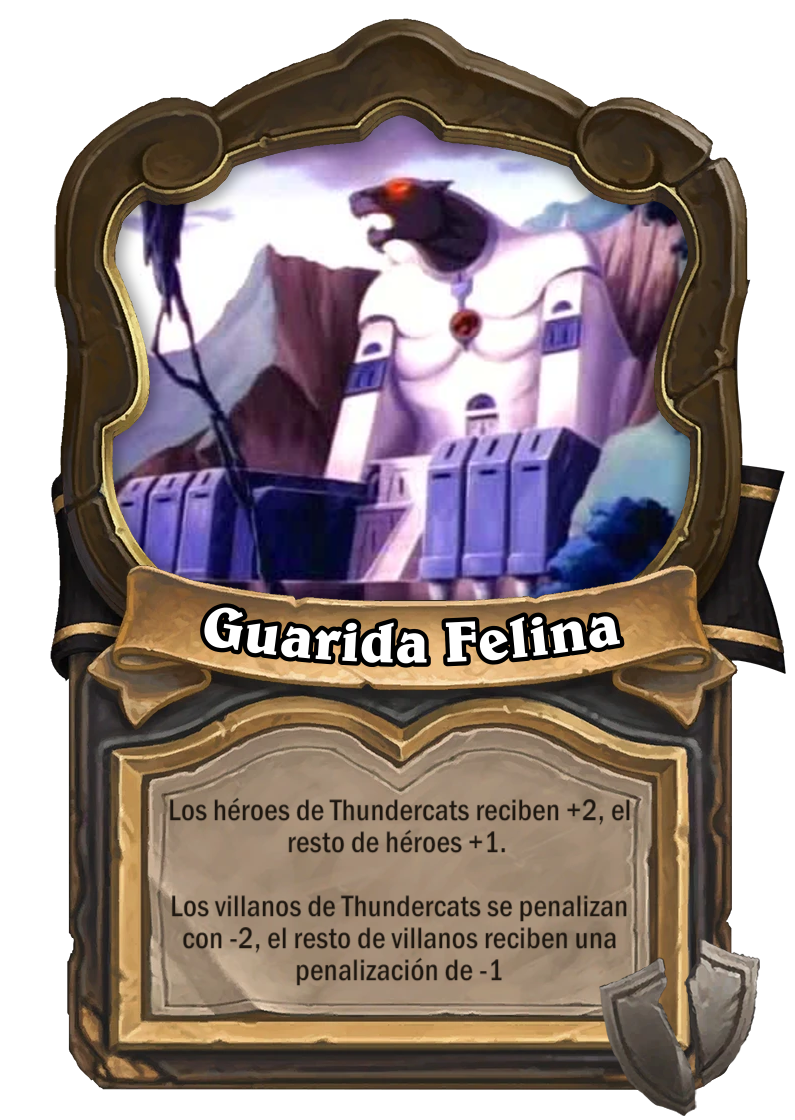 Guarida Felina
Los héroes de Thundercats reciben +2, el
resto de héroes +1.
Los villanos de Thundercats se penalizan
con -2, el resto de villanos reciben una
penalización de -1